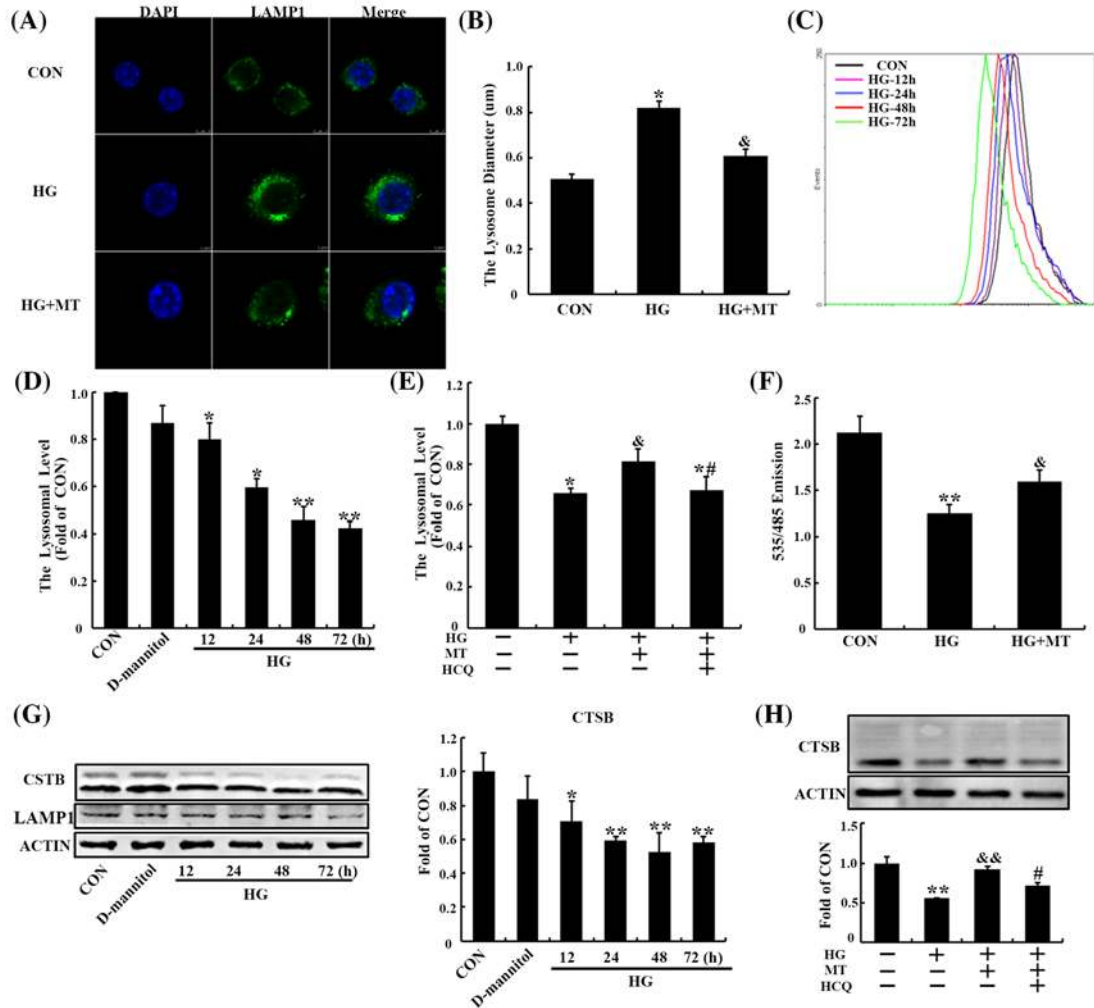 (A)
DAPI LAMP1 Merge
CON
HG
HG+MT
(B)
The Lysosome Diameter (um)
1.0
0.8
0.6
0.4
0.2
0
*
&
CON HG HG+MT
(C)
CON
HG-12h
HG-24h
HG-48h
HG-72h
Events
0
(D)
The Lysosomal Level
(Fold of CON)
1.0
0.8
0.6
0.4
0.2
0
*
*
**
**
CON D-mannitol 12 24 48 72 (h)
HG
(E)
The Lysosomal Level
(Fold of CON)
1.2
1.0
0.8
0.6
0.4
0.2
0
*
&
*#
HG − + + +
MT − − + +
HCQ − − − +
(F)
535/485 Emission
2.5
2.0
1.5
1.0
0.5
0.0
**
&
CON HG HG+MT
(G)
CSTB
LAMP1
ACTIN
CON D-mannitol 12 24 48 72 (h)
HG
CTSB
Fold of CON
1.2
1.0
0.8
0.6
0.4
0.2
0
*
**
**
**
CON D-mannitol 12 24 48 72 (h)
HG
(H)
CTSB
ACTIN
Fold of CON
1.5
1.0
0.5
0
**
&&
#
HG − + + +
MT − − + +
HCQ − − − +